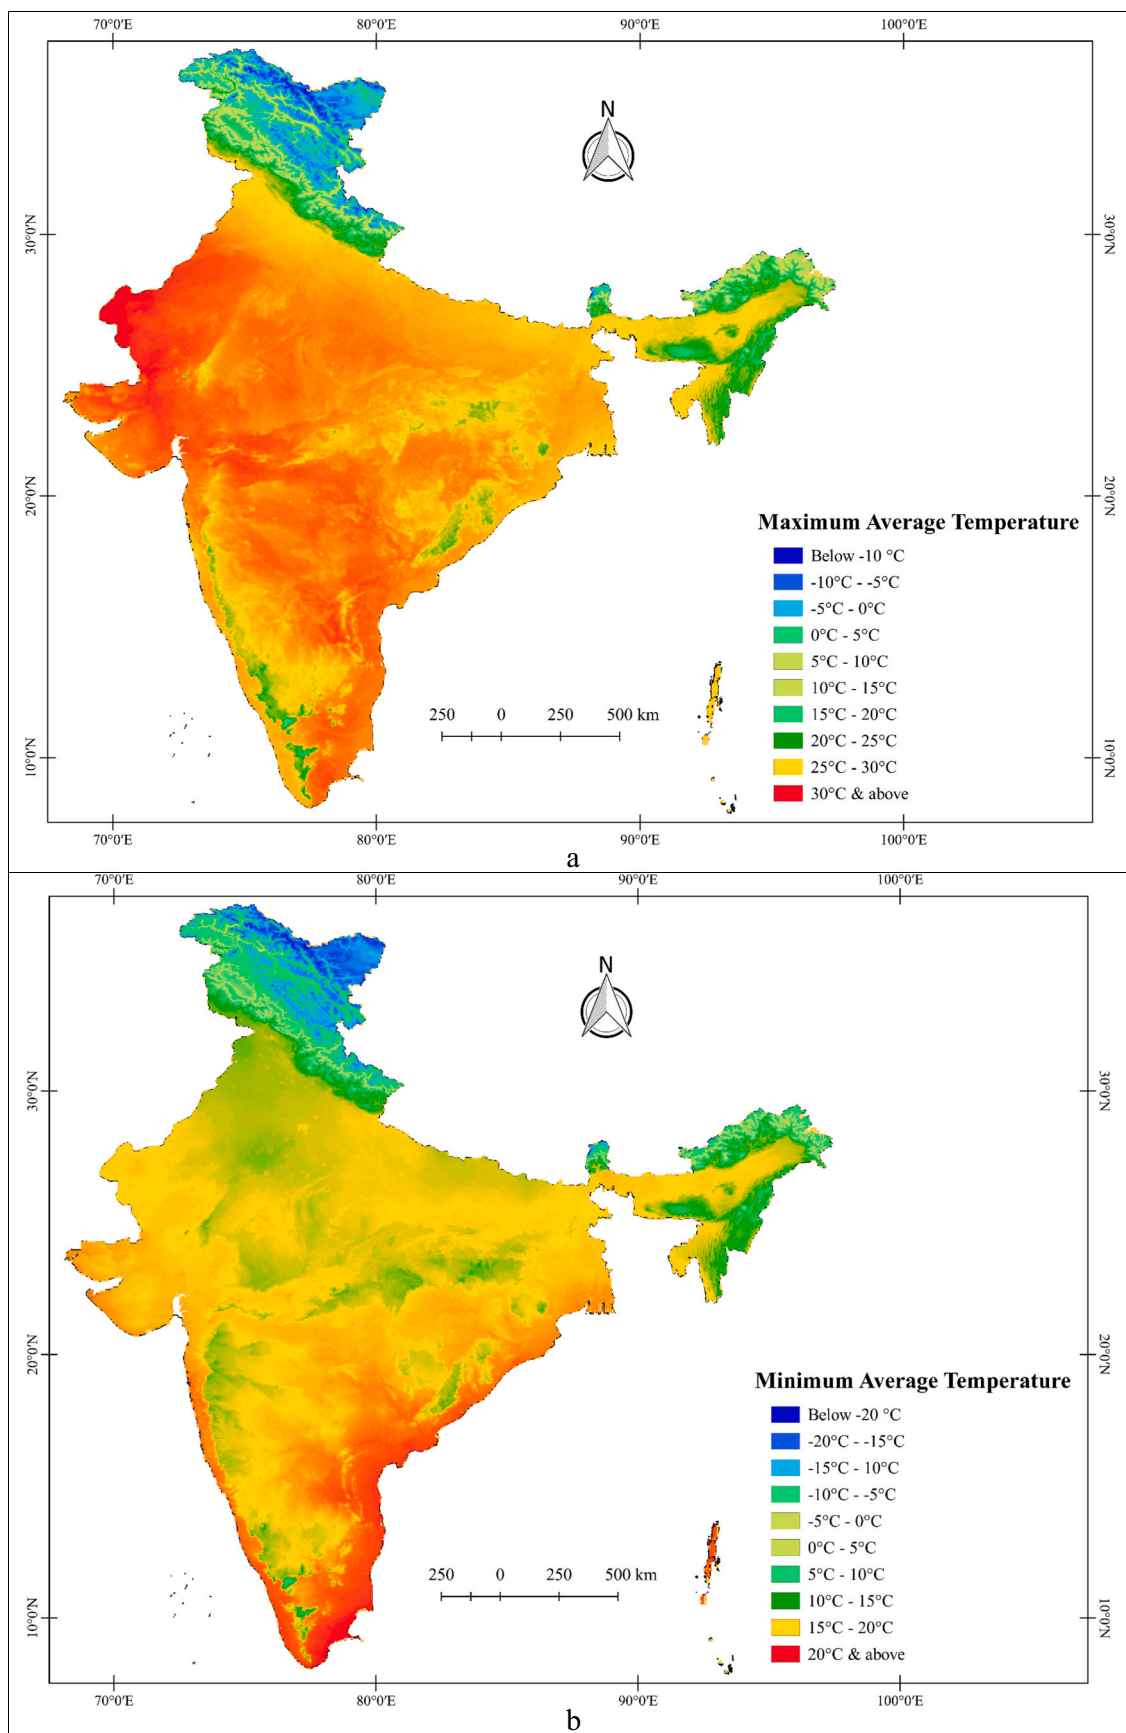 70°0'E 80°0'E 90°0'E 100°0'E
N
30°0'N 30°0'N
20°0'N 20°0'N
Maximum Average Temperature
Below -10 °C
-10°C - -5°C
-5°C - 0°C
0°C - 5°C
5°C - 10°C
10°C - 15°C
15°C - 20°C
20°C - 25°C
25°C - 30°C
30°C & above
250 0 250 500 km
10°0'N 10°0'N
70°0'E 80°0'E 90°0'E 100°0'E
a
70°0'E 80°0'E 90°0'E 100°0'E
N
30°0'N 30°0'N
20°0'N 20°0'N
Minimum Average Temperature
Below -20 °C
-20°C - -15°C
-15°C - 10°C
-10°C - -5°C
-5°C - 0°C
0°C - 5°C
5°C - 10°C
10°C - 15°C
15°C - 20°C
20°C & above
250 0 250 500 km
10°0'N 10°0'N
70°0'E 80°0'E 90°0'E 100°0'E
b